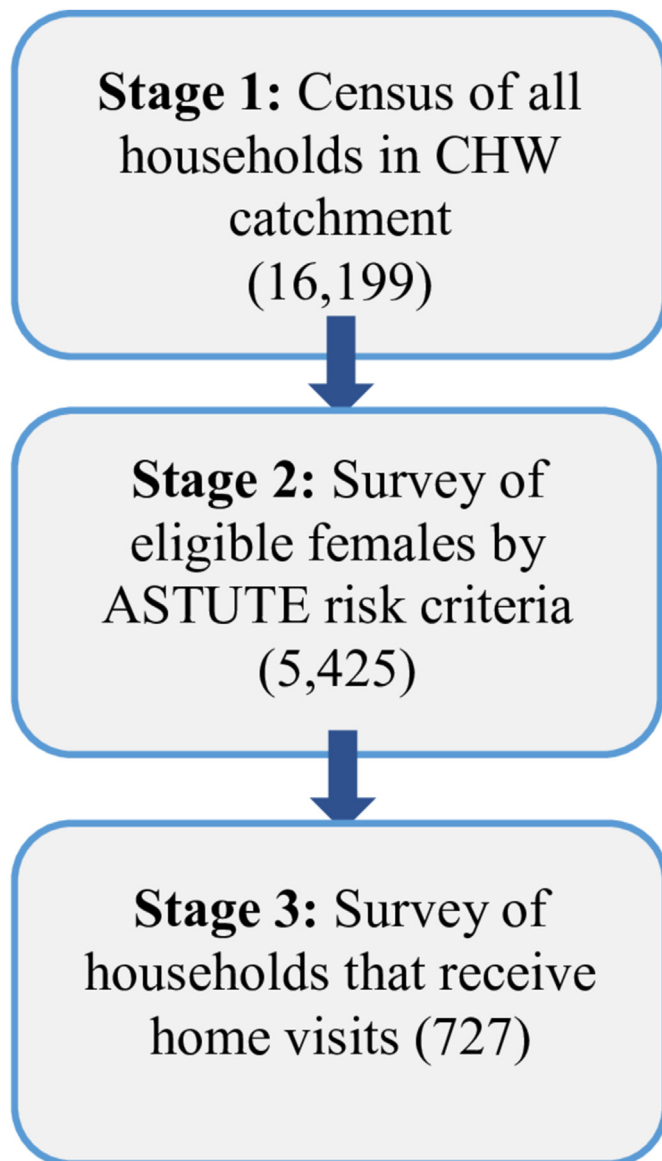 Stage 1: Census of all
households in CHW
catchment
(16,199)
Stage 2: Survey of
eligible females by
ASTUTE risk criteria
(5,425)
Stage 3: Survey of
households that receive
home visits (727)